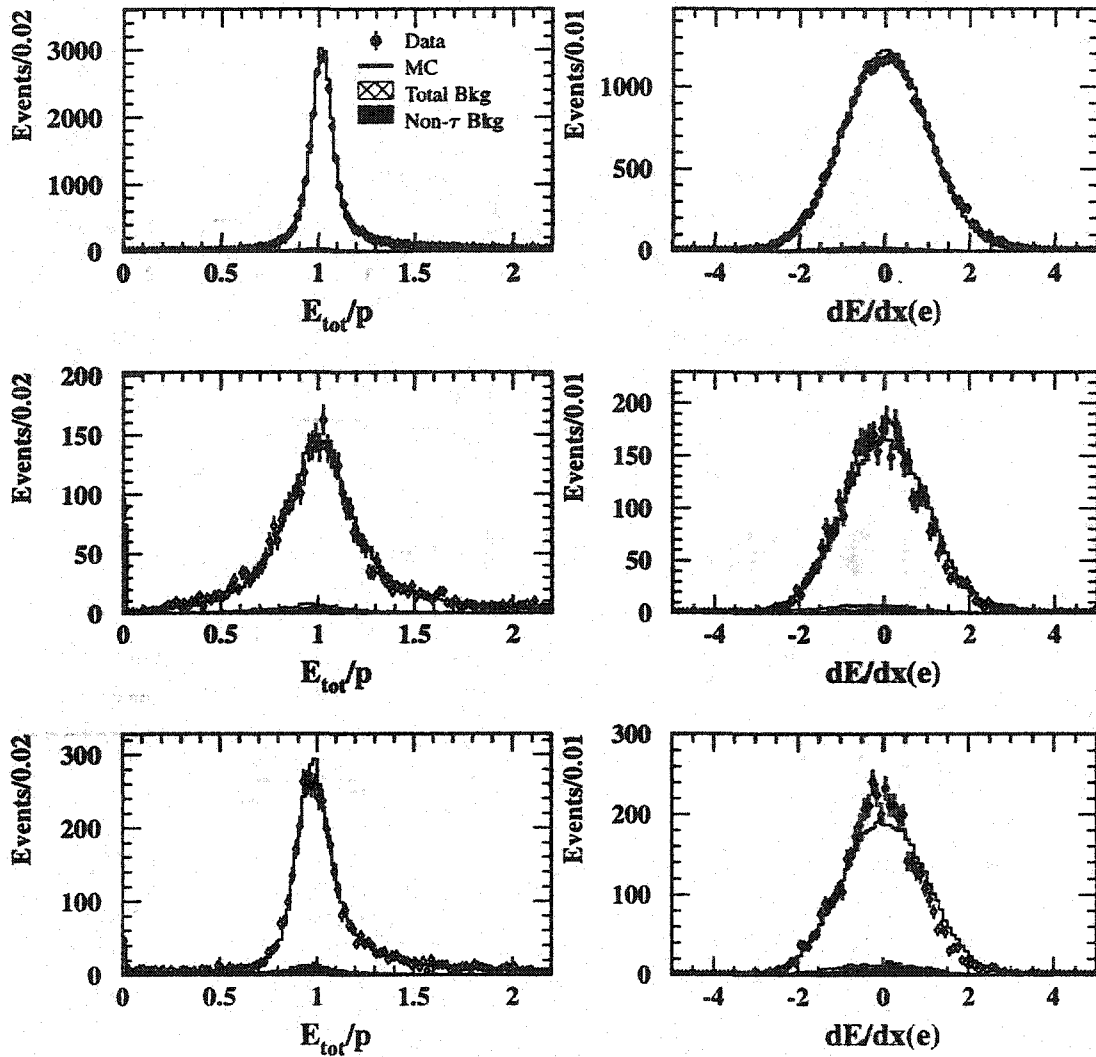 Events/0.02
3000
2000
1000
0
0 0.5 1 1.5 2
E_tot/p
Data
MC
Total Bkg
Non-τ Bkg
Events/0.01
1000
500
0
-4 -2 0 2 4
dE/dx(e)
Events/0.02
200
150
100
50
0
0 0.5 1 1.5 2
E_tot/p
Events/0.01
200
150
100
50
0
-4 -2 0 2 4
dE/dx(e)
Events/0.02
300
200
100
0
0 0.5 1 1.5 2
E_tot/p
Events/0.01
300
200
100
0
-4 -2 0 2 4
dE/dx(e)